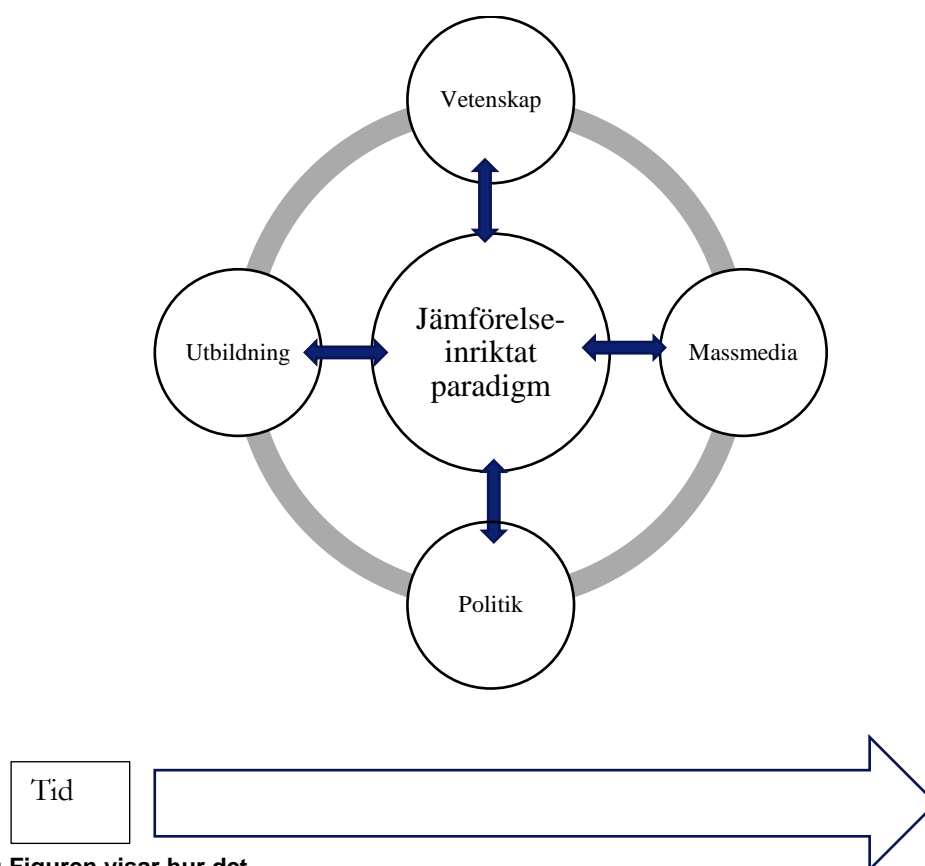 Vetenskap
Utbildning
Jämförelse-
inriktat
paradigm
Massmedia
Politik
Tid
Figuren visar hur det